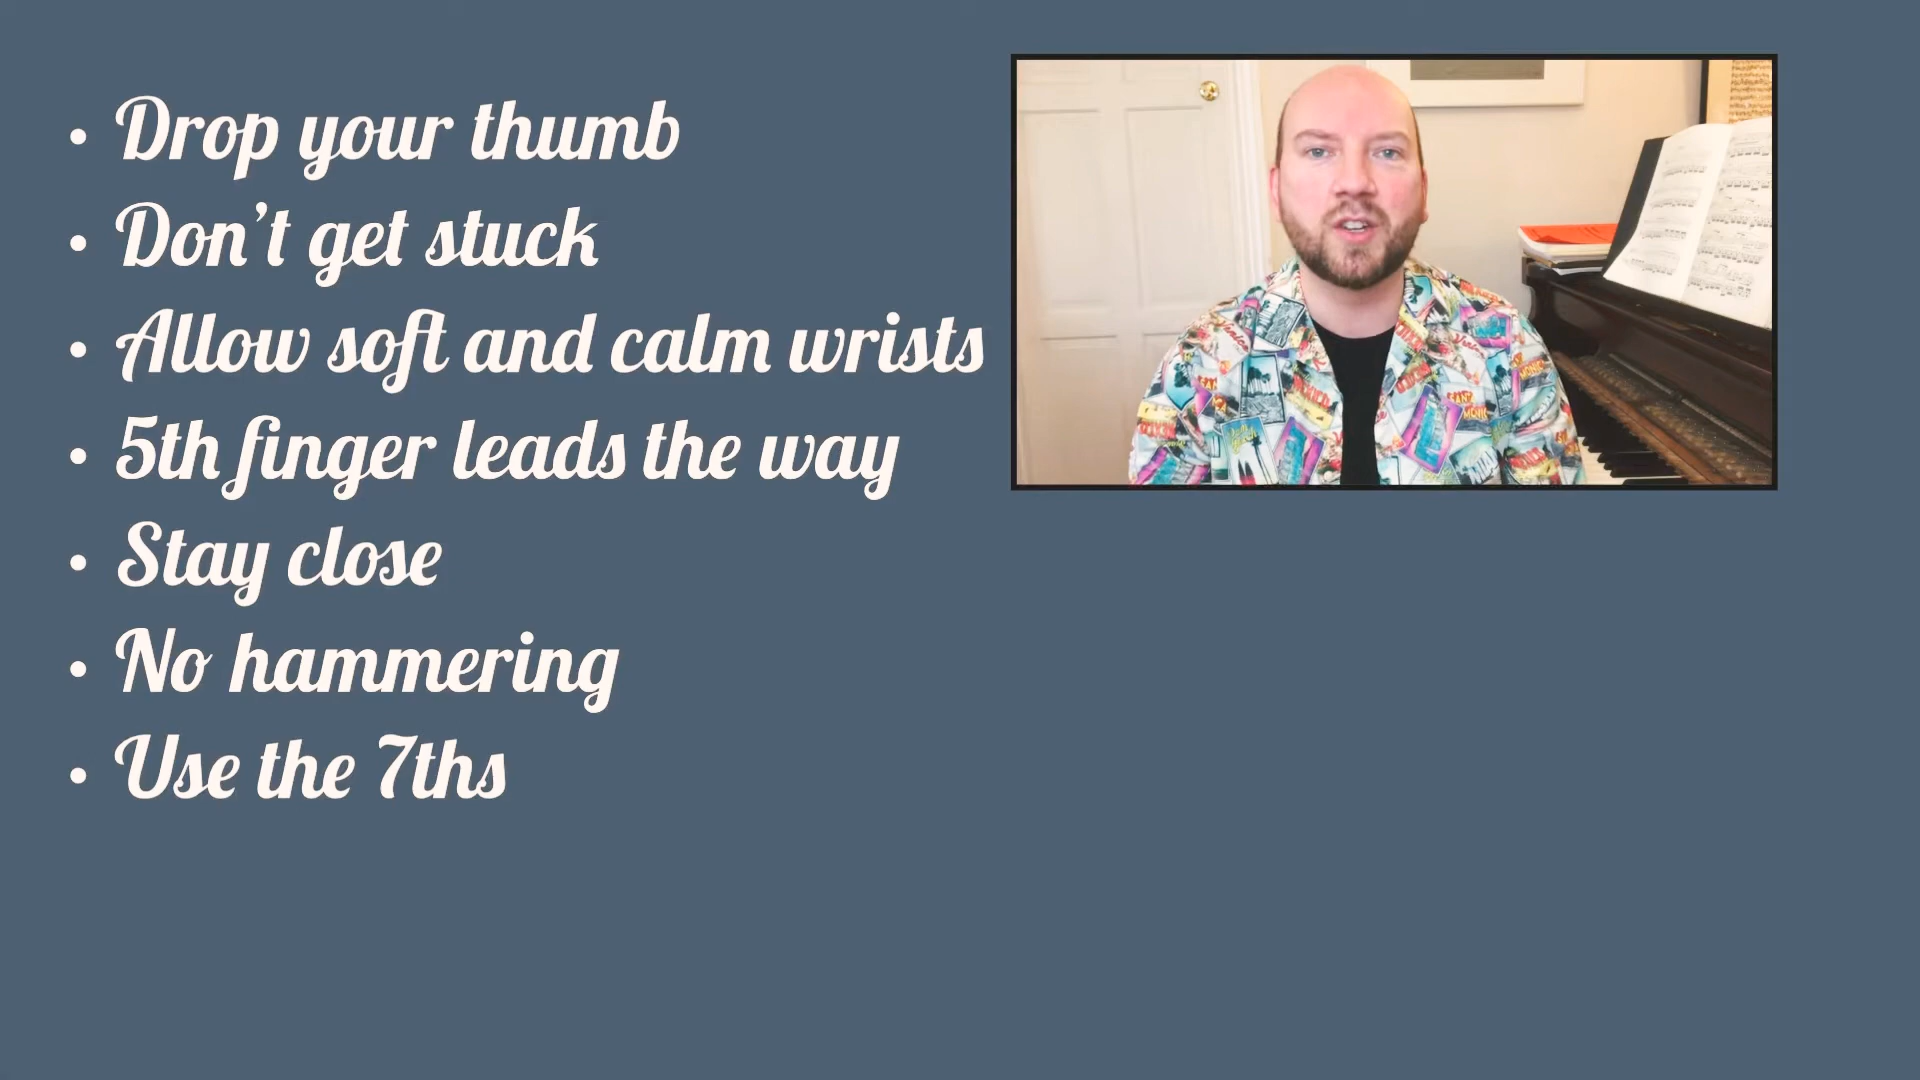 • Drop your thumb
• Don't get stuck
• Allow soft and calm wrists
• 5th finger leads the way
• Stay close
• No hammering
• Use the 7ths